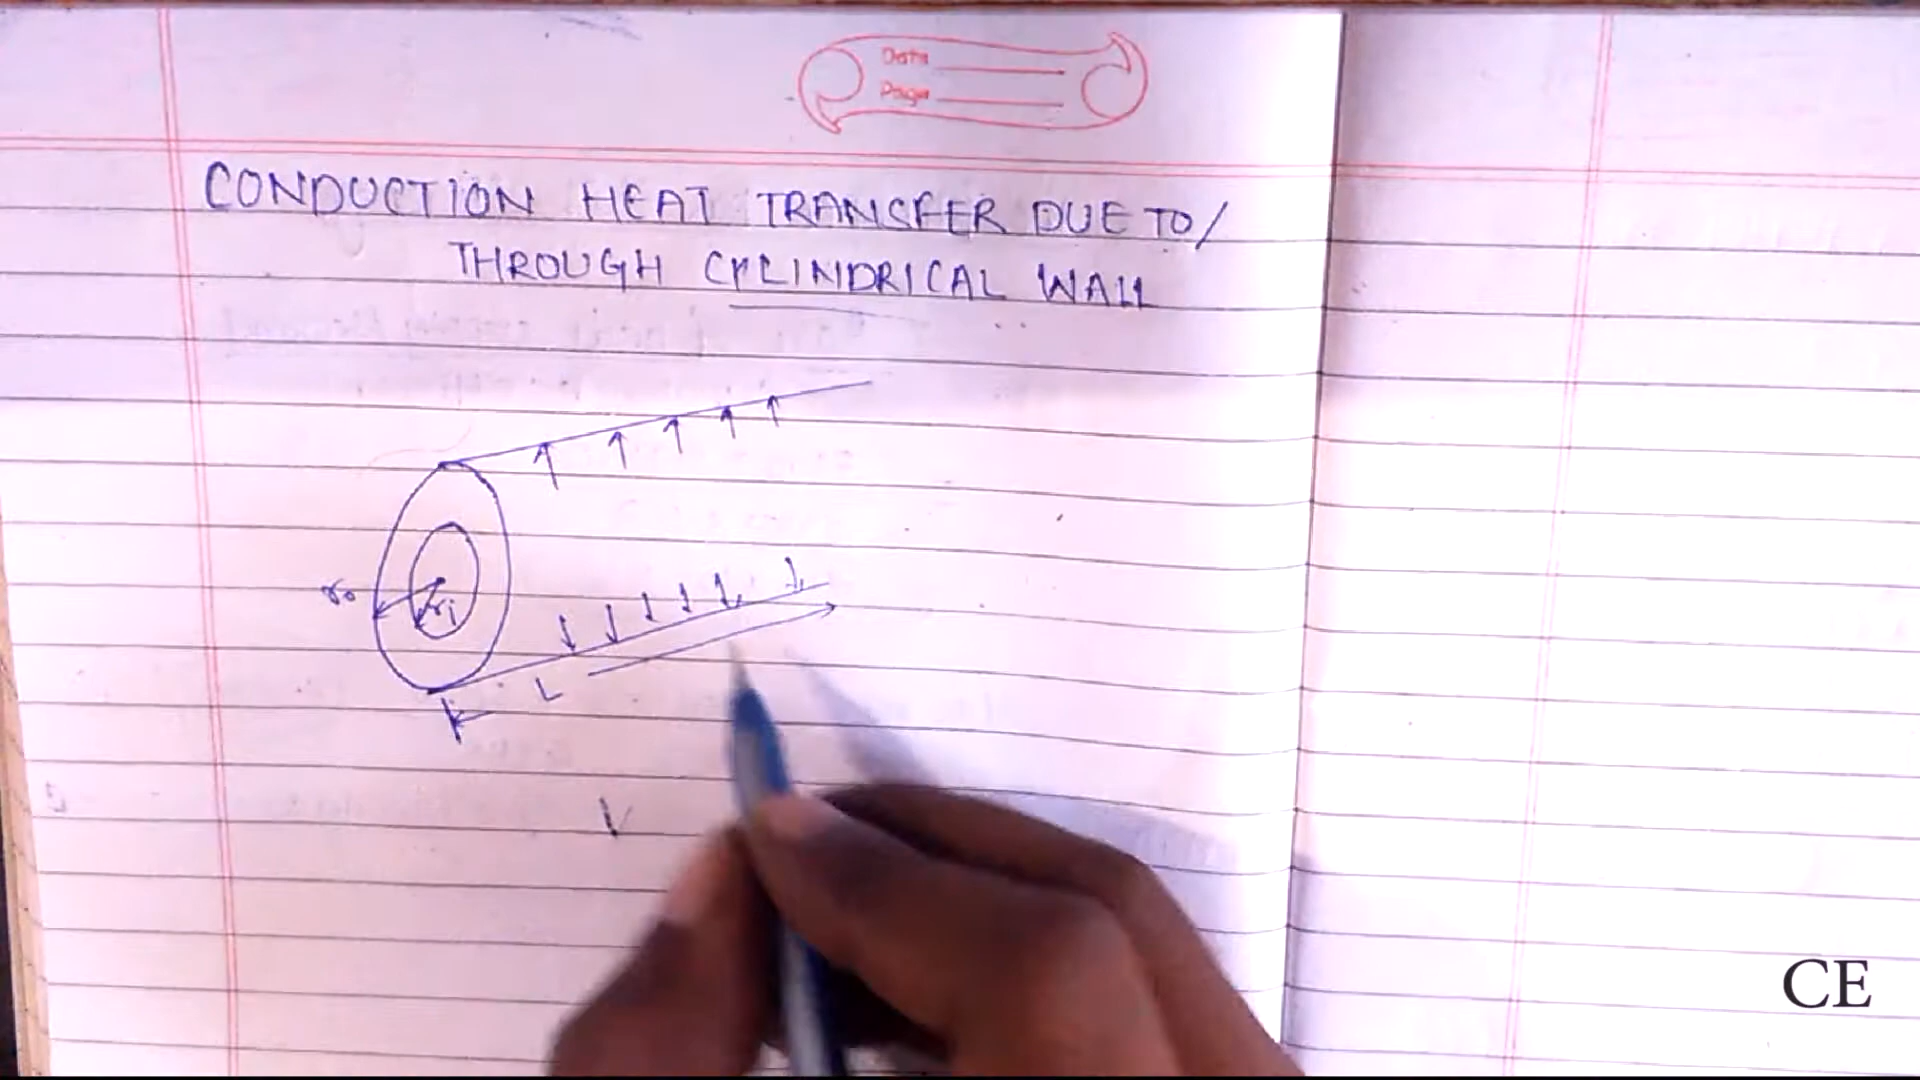 Date
Page
CONDUCTION HEAT TRANSFER DUE TO/
THROUGH CYLINDRICAL WALL
ro
ri
L
CE